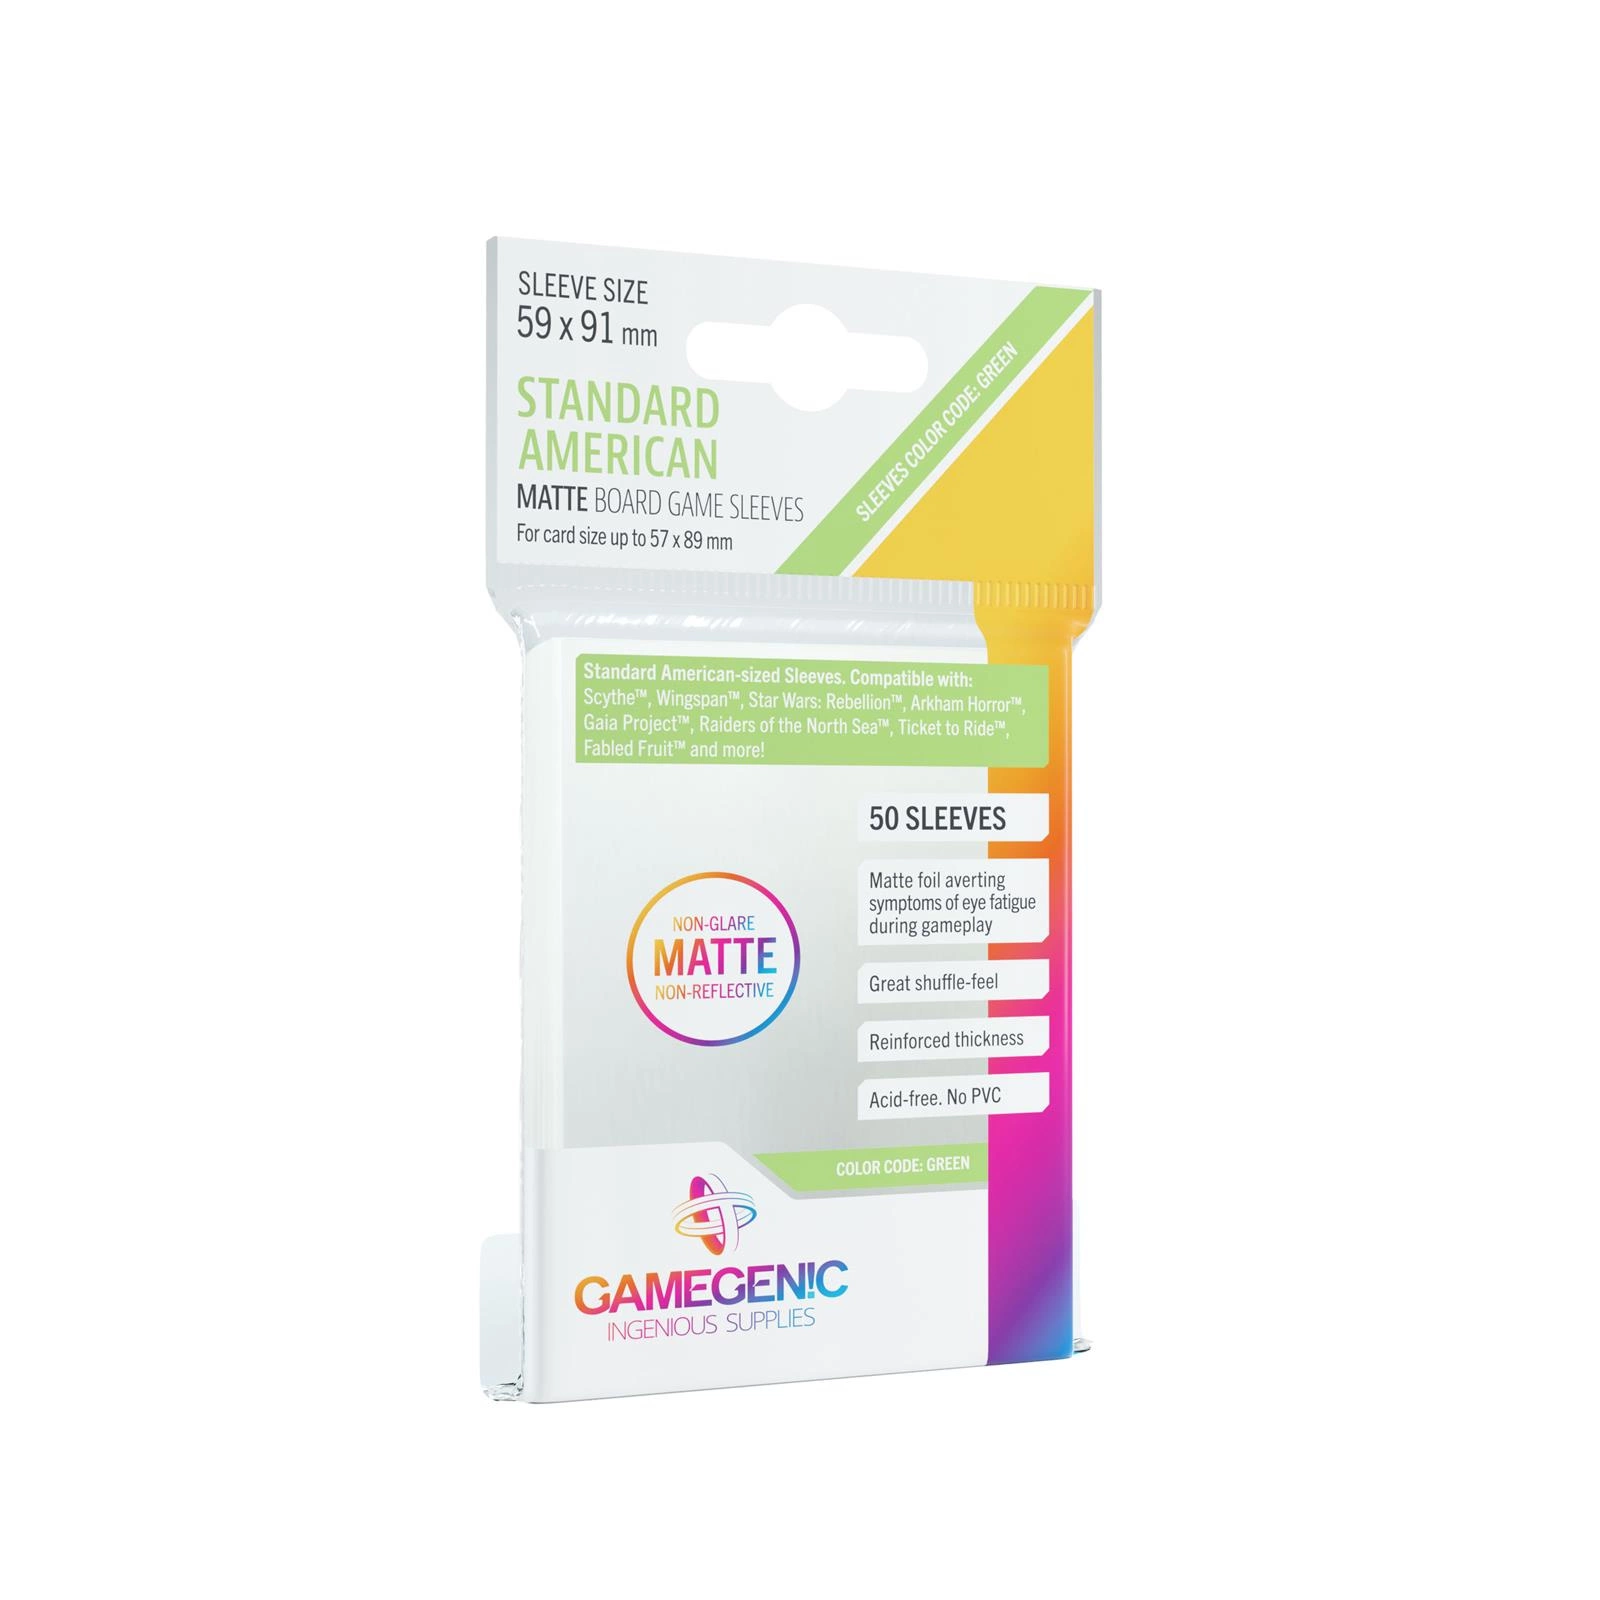 SLEEVE SIZE
59 x 91 mm
STANDARD
AMERICAN
MATTE BOARD GAME SLEEVES
For card size up to 57 x 89 mm
SLEEVES COLOR CODE: GREEN
Standard American-sized Sleeves. Compatible with:
Scythe™, Wingspan™, Star Wars: Rebellion™, Arkham Horror™,
Gaia Project™, Raiders of the North Sea™, Ticket to Ride™,
Fabled Fruit™ and more!
50 SLEEVES
Matte foil averting
symptoms of eye fatigue
during gameplay
Great shuffle-feel
Reinforced thickness
Acid-free. No PVC
NON-GLARE
MATTE
NON-REFLECTIVE
COLOR CODE: GREEN
GAMEGEN!C
INGENIOUS SUPPLIES